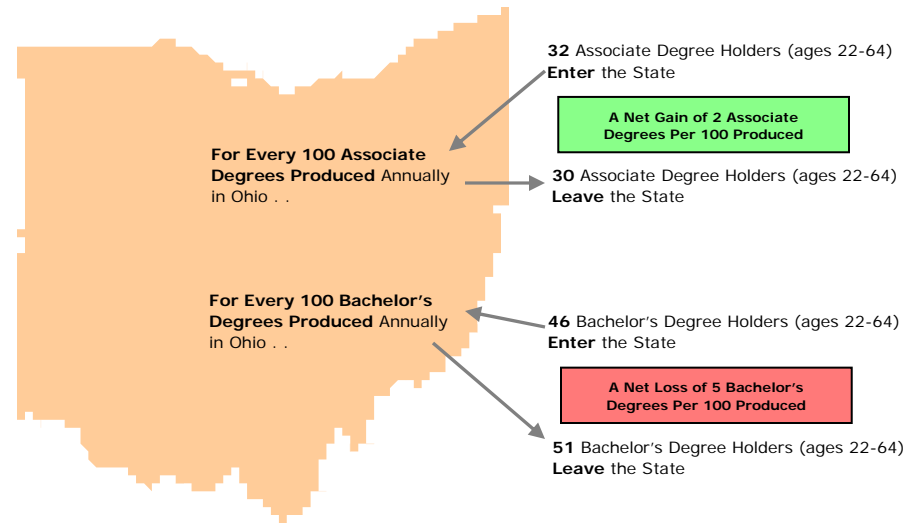 32 Associate Degree Holders (ages 22-64)
Enter the State
A Net Gain of 2 Associate
Degrees Per 100 Produced
For Every 100 Associate
Degrees Produced Annually
in Ohio . .
30 Associate Degree Holders (ages 22-64)
Leave the State
For Every 100 Bachelor's
Degrees Produced Annually
in Ohio . .
46 Bachelor's Degree Holders (ages 22-64)
Enter the State
A Net Loss of 5 Bachelor's
Degrees Per 100 Produced
51 Bachelor's Degree Holders (ages 22-64)
Leave the State